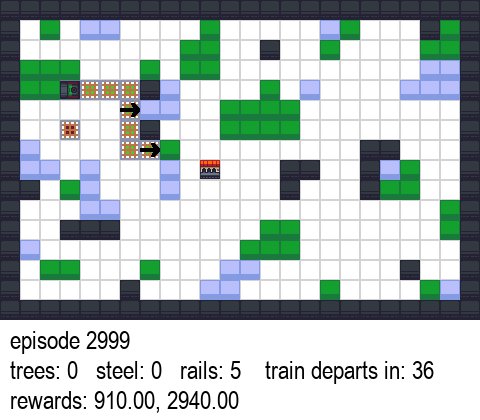 episode 2999
trees: 0 steel: 0 rails: 5 train departs in: 36
rewards: 910.00, 2940.00